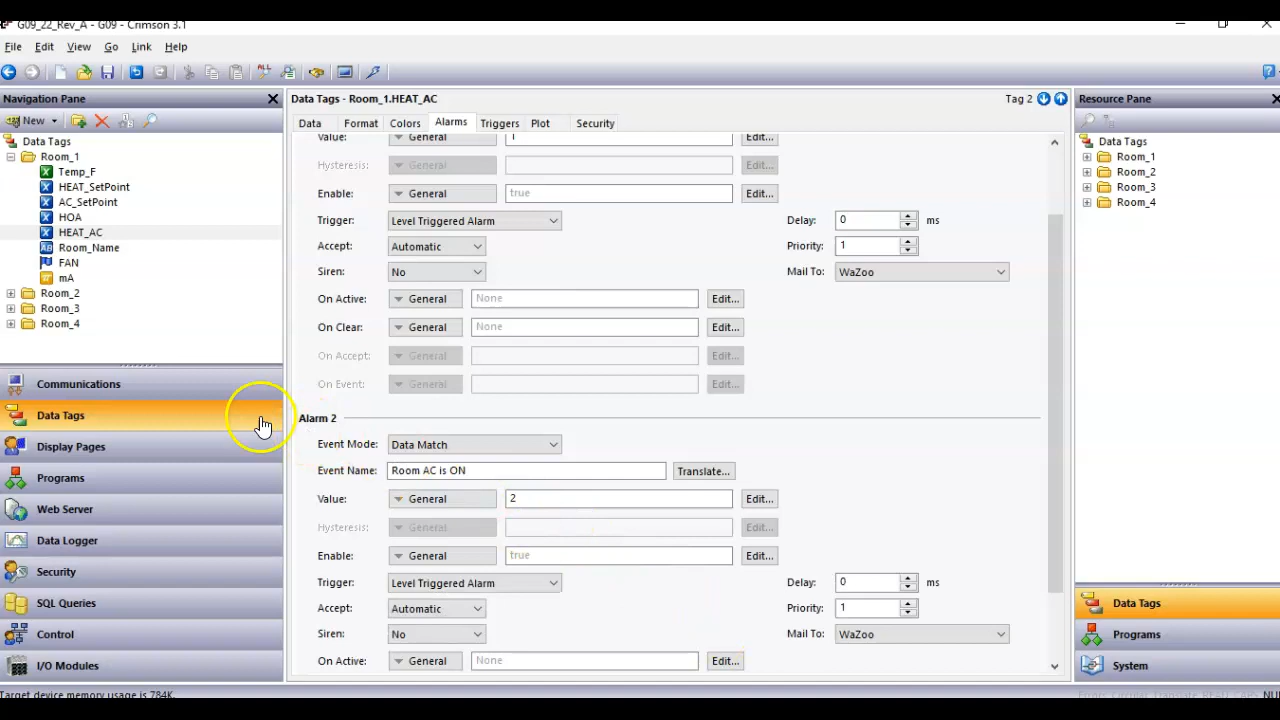 G09_22_Rev_A - G09 - Crimson 3.1
File Edit View Go Link Help
Navigation Pane
New
Data Tags
Room_1
Temp_F
HEAT_SetPoint
AC_SetPoint
HOA
HEAT_AC
Room_Name
FAN
mA
Room_2
Room_3
Room_4
Communications
Data Tags
Display Pages
Programs
Web Server
Data Logger
Security
SQL Queries
Control
I/O Modules
Data Tags - Room_1.HEAT_AC Tag 2
Data Format Colors Alarms Triggers Plot Security
Value: General 1 Edit...
Hysteresis: General Edit...
Enable: General true Edit...
Trigger: Level Triggered Alarm Delay: 0 ms
Accept: Automatic Priority: 1
Siren: No Mail To: WaZoo
On Active: General None Edit...
On Clear: General None Edit...
On Accept: General Edit...
On Event: General Edit...
Alarm 2
Event Mode: Data Match
Event Name: Room AC is ON Translate...
Value: General 2 Edit...
Hysteresis: General Edit...
Enable: General true Edit...
Trigger: Level Triggered Alarm Delay: 0 ms
Accept: Automatic Priority: 1
Siren: No Mail To: WaZoo
On Active: General None Edit...
Resource Pane
Data Tags
Room_1
Room_2
Room_3
Room_4
Data Tags
Programs
System
Target device memory usage is 784K.
Errors Circular Translate READ CAPS NU